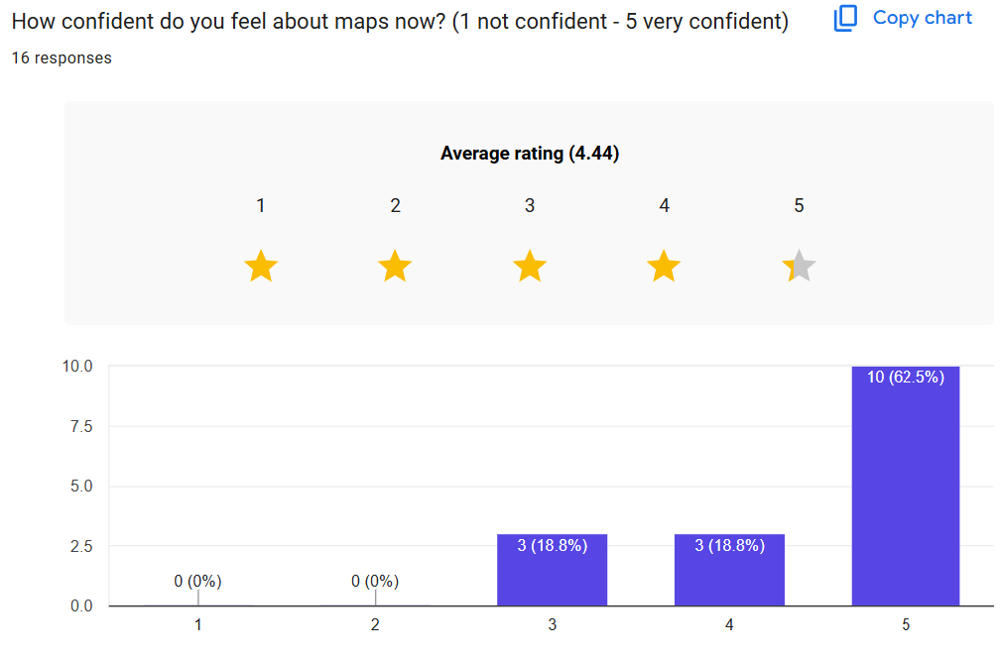 How confident do you feel about maps now? (1 not confident - 5 very confident)
Copy chart
16 responses
Average rating (4.44)
1 2 3 4 5
10.0
10 (62.5%)
7.5
5.0
2.5
3 (18.8%) 3 (18.8%)
0 (0%) 0 (0%)
0.0
1 2 3 4 5